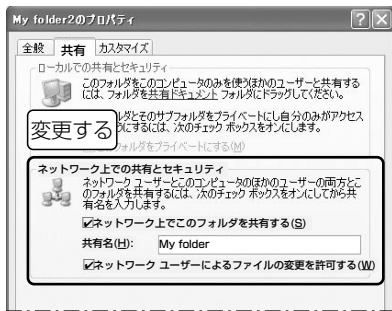 My folder2のプロパティ
全般 共有 カスタマイズ
ローカルでの共有とセキュリティ
このフォルダをこのコンピュータのみを使うほかのユーザーと共有する
には、フォルダを共有ドキュメント フォルダにドラッグしてください。
変更する
ダとそのサブフォルダをプライベートにし自分のみがアクセス
うにするには、次のチェック ボックスをオンにします。
フォルダをプライベートにする(M)
ネットワーク上での共有とセキュリティ
ネットワーク ユーザーとこのコンピュータのほかのユーザーの両方とこ
のフォルダを共有するには、次のチェック ボックスをオンにしてから共
有名を入力します。
ネットワーク上でこのフォルダを共有する(S)
共有名(H): My folder
ネットワーク ユーザーによるファイルの変更を許可する(W)